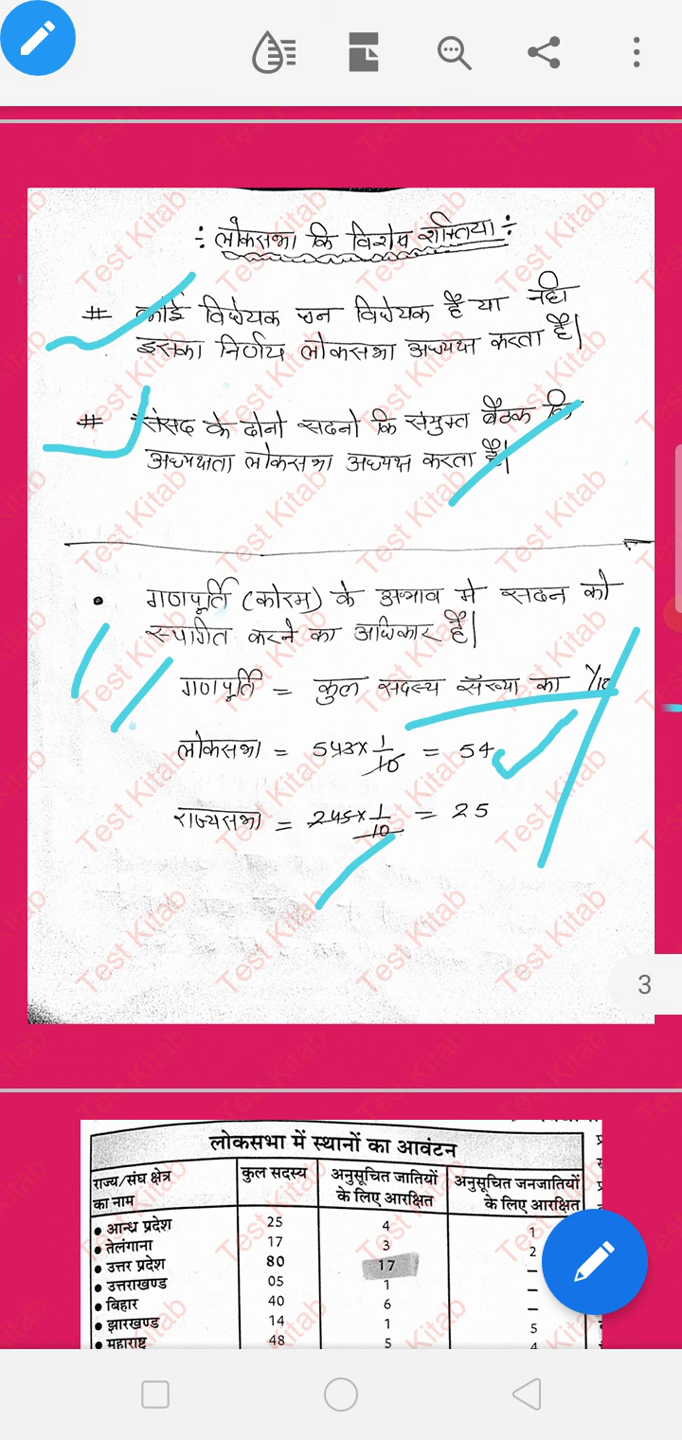 ÷ लोकसभा कि विशेष शक्तिया ÷
# कोई विधेयक धन विधेयक है या नही
इसका निर्णय लोकसभा अध्यक्ष करता है|
# संसद के दोनो सदनो कि संयुक्त बैठक कि
अध्यक्षता लोकसभा अध्यक्ष करता है|
• गणपूर्ति (कोरम) के अभाव मे सदन को
स्थगित करने का अधिकार है|
गणपूर्ति = कुल सदस्य सँख्या का 1/10
लोकसभा = 543 × 1/10 = 54
राज्यसभा = 245 × 1/10 = 25
3
लोकसभा में स्थानों का आवंटन
राज्य/संघ क्षेत्र का नाम कुल सदस्य अनुसूचित जातियों के लिए आरक्षित अनुसूचित जनजातियों के लिए आरक्षित
• आन्ध्र प्रदेश 25 4 1
• तेलंगाना 17 3 2
• उत्तर प्रदेश 80 17 –
• उत्तराखण्ड 05 1 –
• बिहार 40 6 –
• झारखण्ड 14 1 5
• महाराष्ट्र 48 5 4
Test Kitab